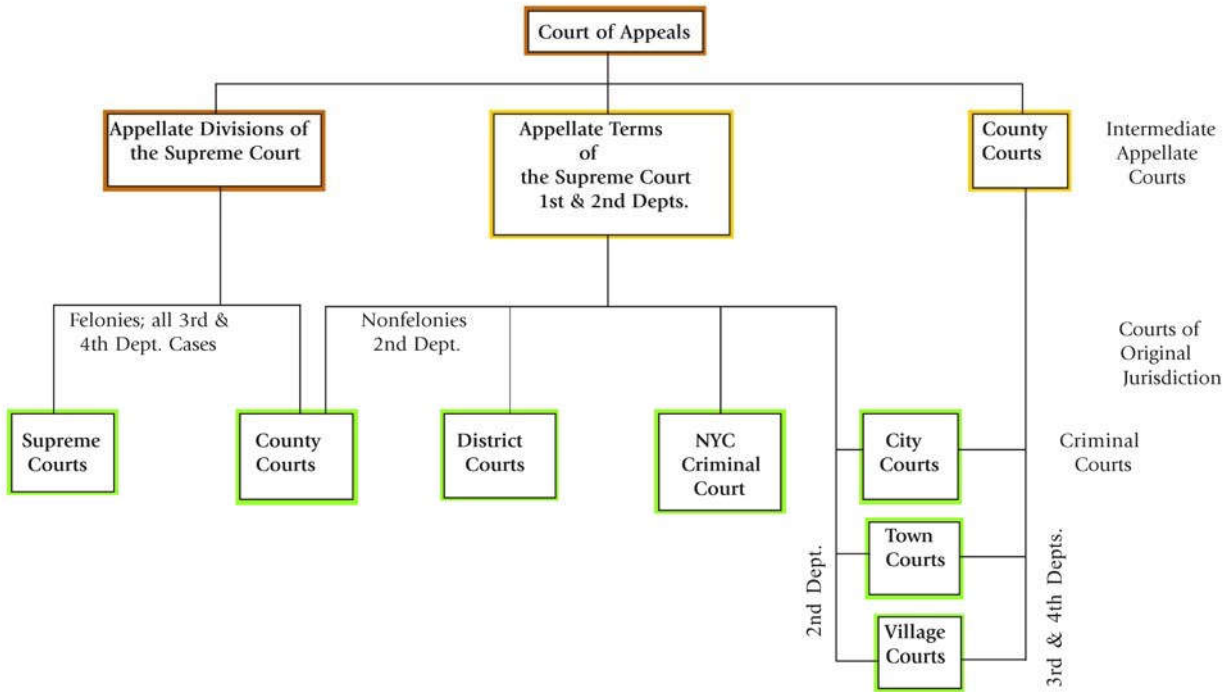 Court of Appeals
Appellate Divisions of
the Supreme Court
Appellate Terms
of
the Supreme Court
1st & 2nd Depts.
County
Courts
Intermediate
Appellate
Courts
Felonies; all 3rd &
4th Dept. Cases
Nonfelonies
2nd Dept.
Courts of
Original
Jurisdiction
Supreme
Courts
County
Courts
District
Courts
NYC
Criminal
Court
City
Courts
Criminal
Courts
Town
Courts
Village
Courts
2nd Dept.
3rd & 4th Depts.